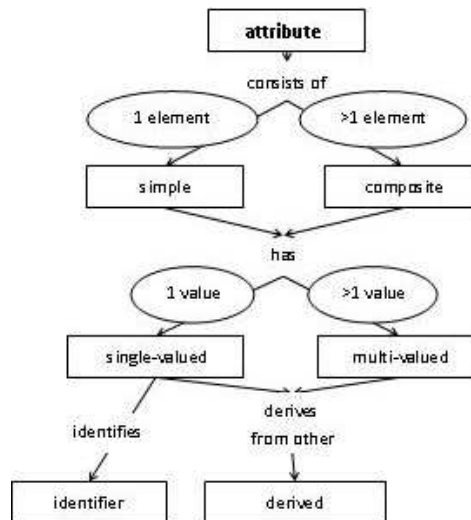 attribute
consists of
1 element
>1 element
simple
composite
has
1 value
>1 value
single-valued
multi-valued
derives
identifies
from other
identifier
derived